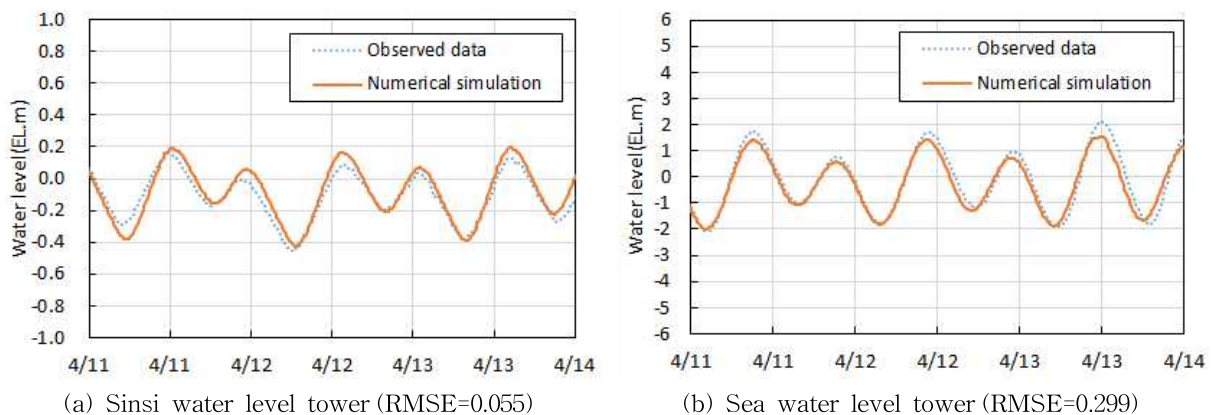 1.0
0.8
0.6
0.4
0.2
0.0
-0.2
-0.4
-0.6
-0.8
-1.0
Water level(EL.m)
Observed data
Numerical simulation
4/11 4/11 4/12 4/12 4/13 4/13 4/14
(a) Sinsi water level tower (RMSE=0.055)
6
5
4
3
2
1
0
-1
-2
-3
-4
-5
-6
Water level(EL.m)
Observed data
Numerical simulation
4/11 4/11 4/12 4/12 4/13 4/13 4/14
(b) Sea water level tower (RMSE=0.299)